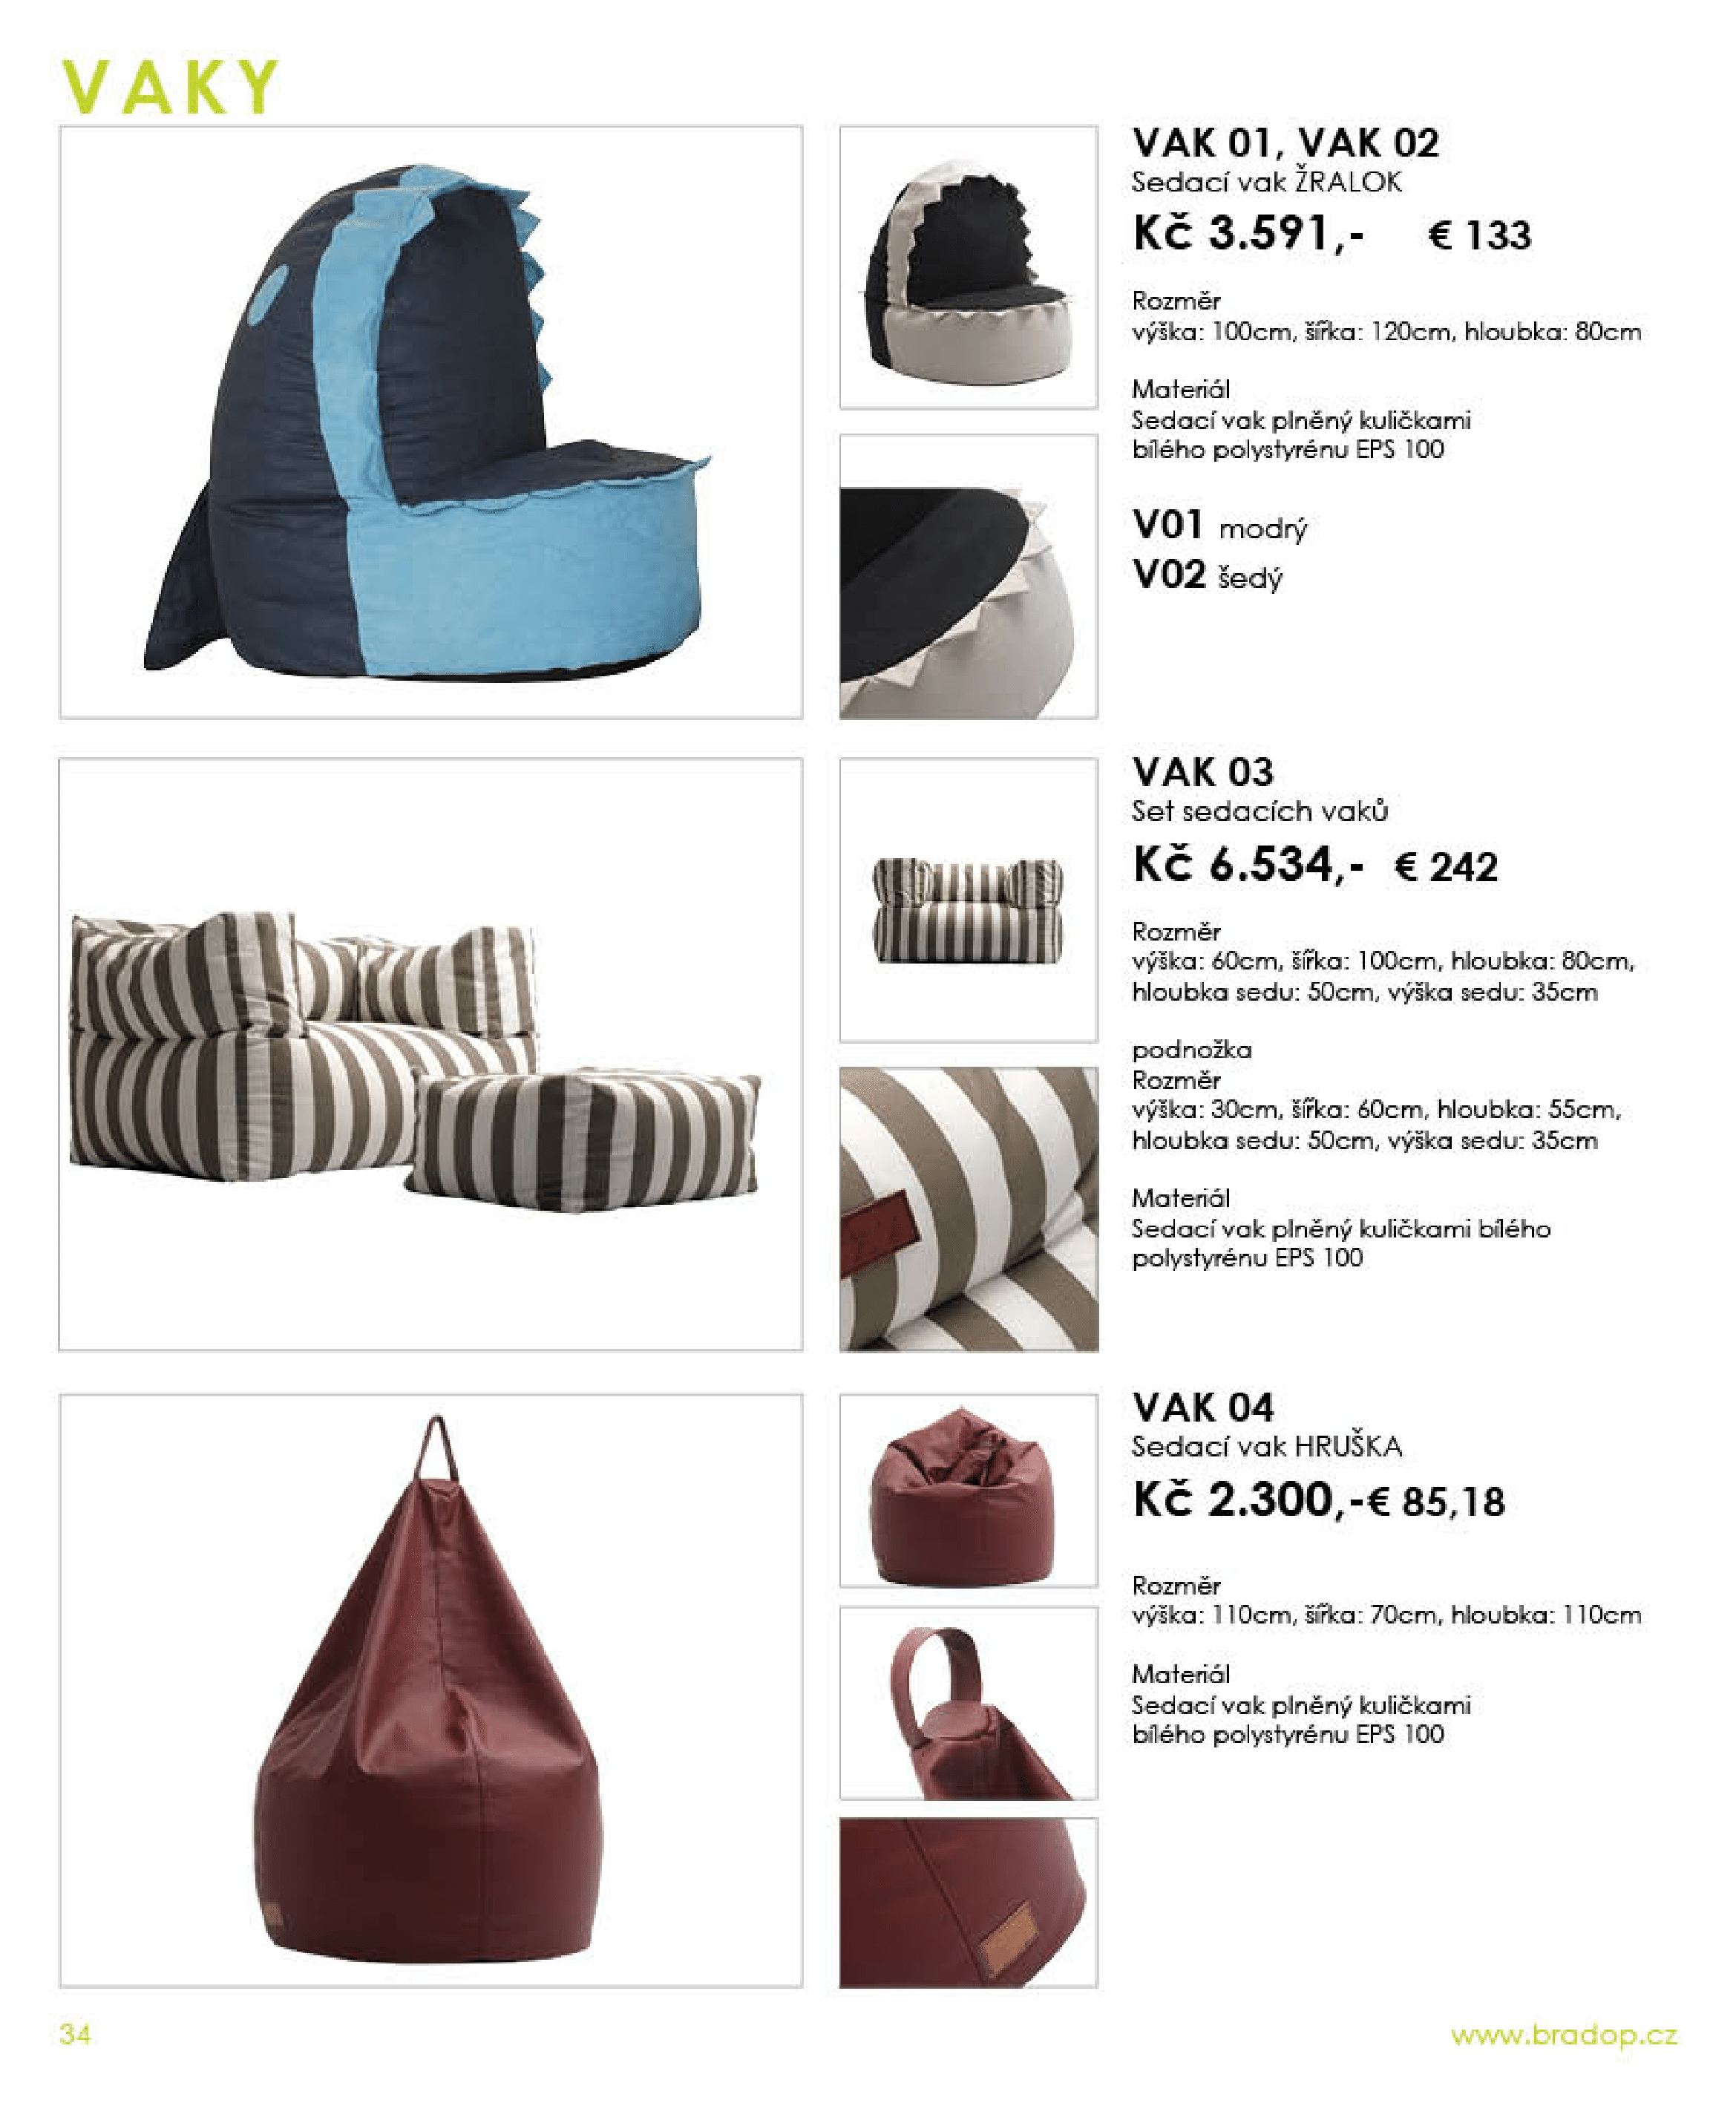 VAKY
VAK 01, VAK 02
Sedací vak ŽRALOK
Kč 3.591,- € 133
Rozměr
výška: 100cm, šířka: 120cm, hloubka: 80cm
Materiál
Sedací vak plněný kuličkami
bílého polystyrénu EPS 100
V01 modrý
V02 šedý
VAK 03
Set sedacích vaků
Kč 6.534,- € 242
Rozměr
výška: 60cm, šířka: 100cm, hloubka: 80cm,
hloubka sedu: 50cm, výška sedu: 35cm
podnožka
Rozměr
výška: 30cm, šířka: 60cm, hloubka: 55cm,
hloubka sedu: 50cm, výška sedu: 35cm
Materiál
Sedací vak plněný kuličkami bílého
polystyrénu EPS 100
VAK 04
Sedací vak HRUŠKA
Kč 2.300,-€ 85,18
Rozměr
výška: 110cm, šířka: 70cm, hloubka: 110cm
Materiál
Sedací vak plněný kuličkami
bílého polystyrénu EPS 100
34
www.bradop.cz